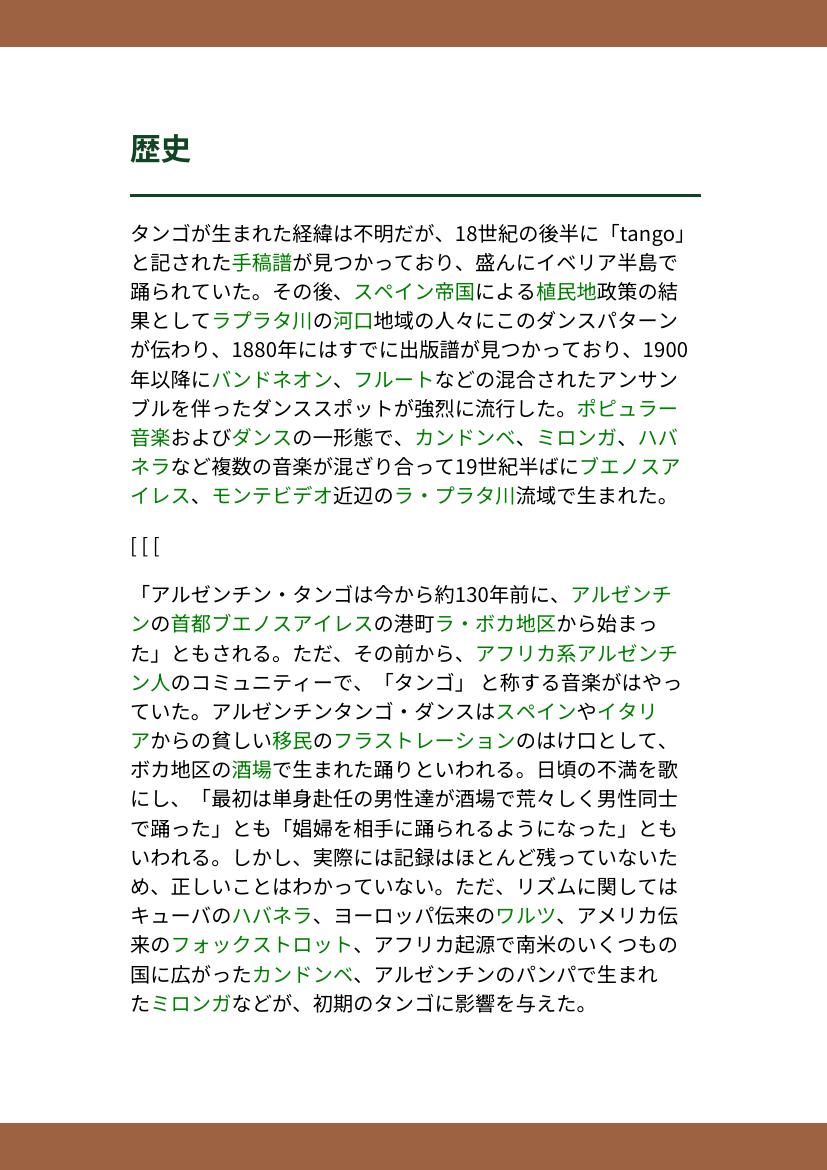 歴史
タンゴが生まれた経緯は不明だが、18世紀の後半に「tango」
と記された手稿譜が見つかっており、盛んにイベリア半島で
踊られていた。その後、スペイン帝国による植民地政策の結
果としてラプラタ川の河口地域の人々にこのダンスパターン
が伝わり、1880年にはすでに出版譜が見つかっており、1900
年以降にバンドネオン、フルートなどの混合されたアンサン
ブルを伴ったダンススポットが強烈に流行した。ポピュラー
音楽およびダンスの一形態で、カンドンベ、ミロンガ、ハバ
ネラなど複数の音楽が混ざり合って19世紀半ばにブエノスア
イレス、モンテビデオ近辺のラ・プラタ川流域で生まれた。
[ [ [
「アルゼンチン・タンゴは今から約130年前に、アルゼンチ
ンの首都ブエノスアイレスの港町ラ・ボカ地区から始まっ
た」ともされる。ただ、その前から、アフリカ系アルゼンチ
ン人のコミュニティーで、「タンゴ」 と称する音楽がはやっ
ていた。アルゼンチンタンゴ・ダンスはスペインやイタリ
アからの貧しい移民のフラストレーションのはけ口として、
ボカ地区の酒場で生まれた踊りといわれる。日頃の不満を歌
にし、「最初は単身赴任の男性達が酒場で荒々しく男性同士
で踊った」とも「娼婦を相手に踊られるようになった」とも
いわれる。しかし、実際には記録はほとんど残っていないた
め、正しいことはわかっていない。ただ、リズムに関しては
キューバのハバネラ、ヨーロッパ伝来のワルツ、アメリカ伝
来のフォックストロット、アフリカ起源で南米のいくつもの
国に広がったカンドンベ、アルゼンチンのパンパで生まれ
たミロンガなどが、初期のタンゴに影響を与えた。